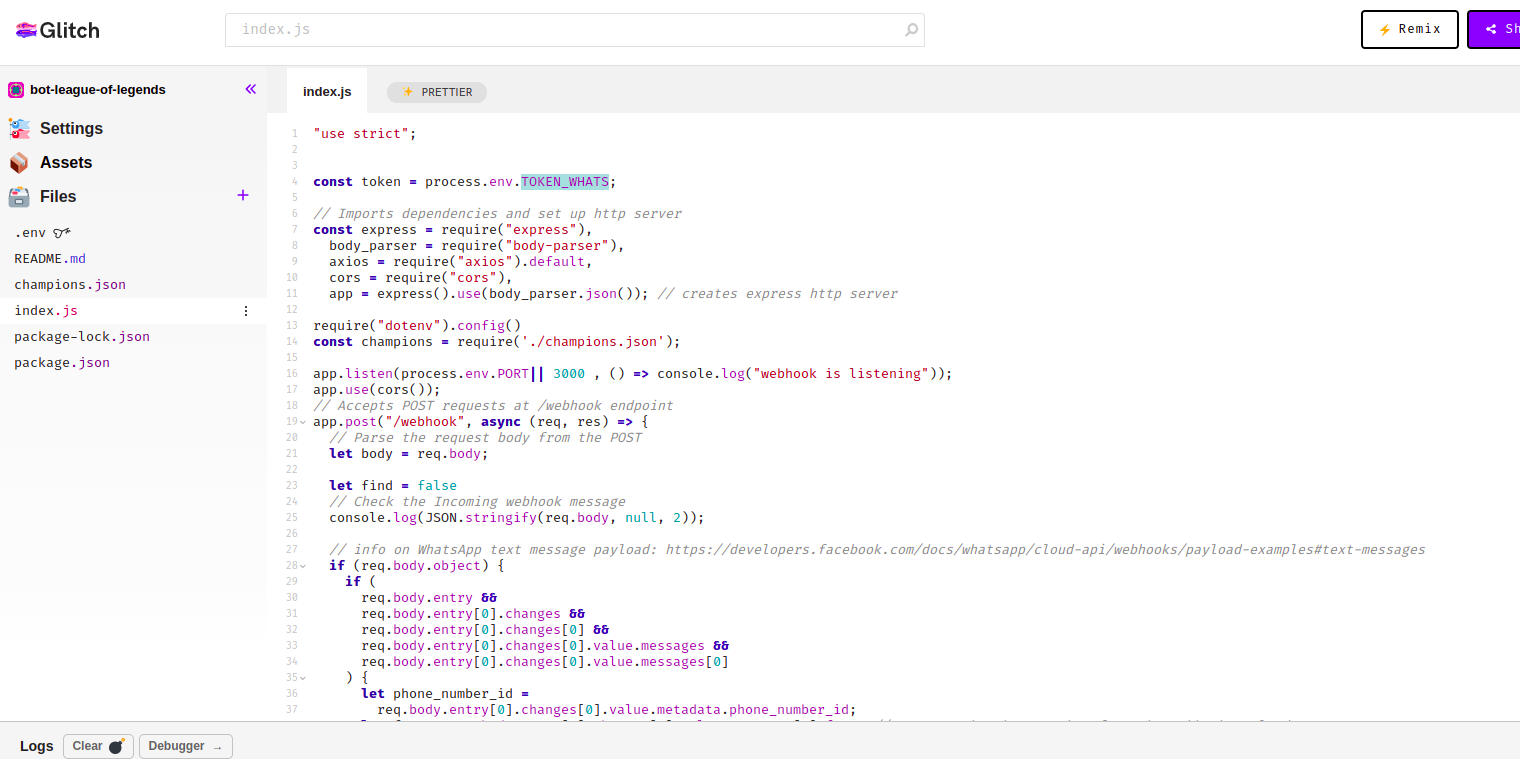 Glitch
index.js
Remix
Sh
bot-league-of-legends
Settings
Assets
Files
.env
README.md
champions.json
index.js
package-lock.json
package.json
index.js
PRETTIER
1 "use strict";
2
3
4 const token = process.env.TOKEN_WHATS;
5
6 // Imports dependencies and set up http server
7 const express = require("express"),
8 body_parser = require("body-parser"),
9 axios = require("axios").default,
10 cors = require("cors"),
11 app = express().use(body_parser.json()); // creates express http server
12
13 require("dotenv").config()
14 const champions = require('./champions.json');
15
16 app.listen(process.env.PORT|| 3000 , () => console.log("webhook is listening"));
17 app.use(cors());
18 // Accepts POST requests at /webhook endpoint
19 app.post("/webhook", async (req, res) => {
20 // Parse the request body from the POST
21 let body = req.body;
22
23 let find = false
24 // Check the Incoming webhook message
25 console.log(JSON.stringify(req.body, null, 2));
26
27 // info on WhatsApp text message payload: https://developers.facebook.com/docs/whatsapp/cloud-api/webhooks/payload-examples#text-messages
28 if (req.body.object) {
29 if (
30 req.body.entry &&
31 req.body.entry[0].changes &&
32 req.body.entry[0].changes[0] &&
33 req.body.entry[0].changes[0].value.messages &&
34 req.body.entry[0].changes[0].value.messages[0]
35 ) {
36 let phone_number_id =
37 req.body.entry[0].changes[0].value.metadata.phone_number_id;
Logs
Clear
Debugger →